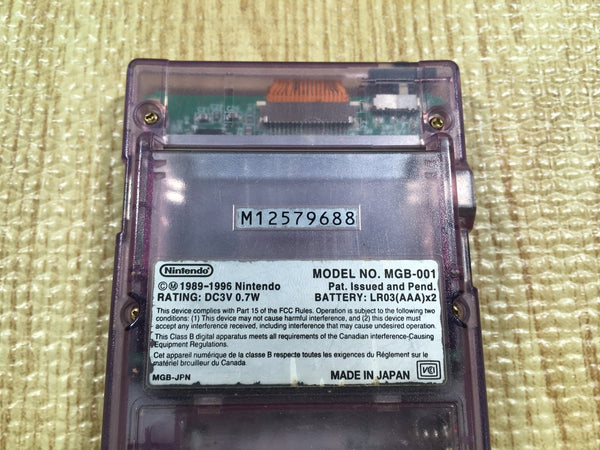 M12579688
Nintendo
©Ⓜ 1989-1996 Nintendo
RATING: DC3V 0.7W
MODEL NO. MGB-001
Pat. Issued and Pend.
BATTERY: LR03(AAA)x2
This device complies with Part 15 of the FCC Rules. Operation is subject to the following two
conditions: (1) This device may not cause harmful interference, and (2) this device must
accept any interference received, including interference that may cause undesired operation.
This Class B digital apparatus meets all requirements of the Canadian Interference-Causing
Equipment Regulations.
Cet appareil numérique de la classe B respecte toutes les exigences du Règlement sur le
matériel brouilleur du Canada.
MGB-JPN
MADE IN JAPAN
VCI